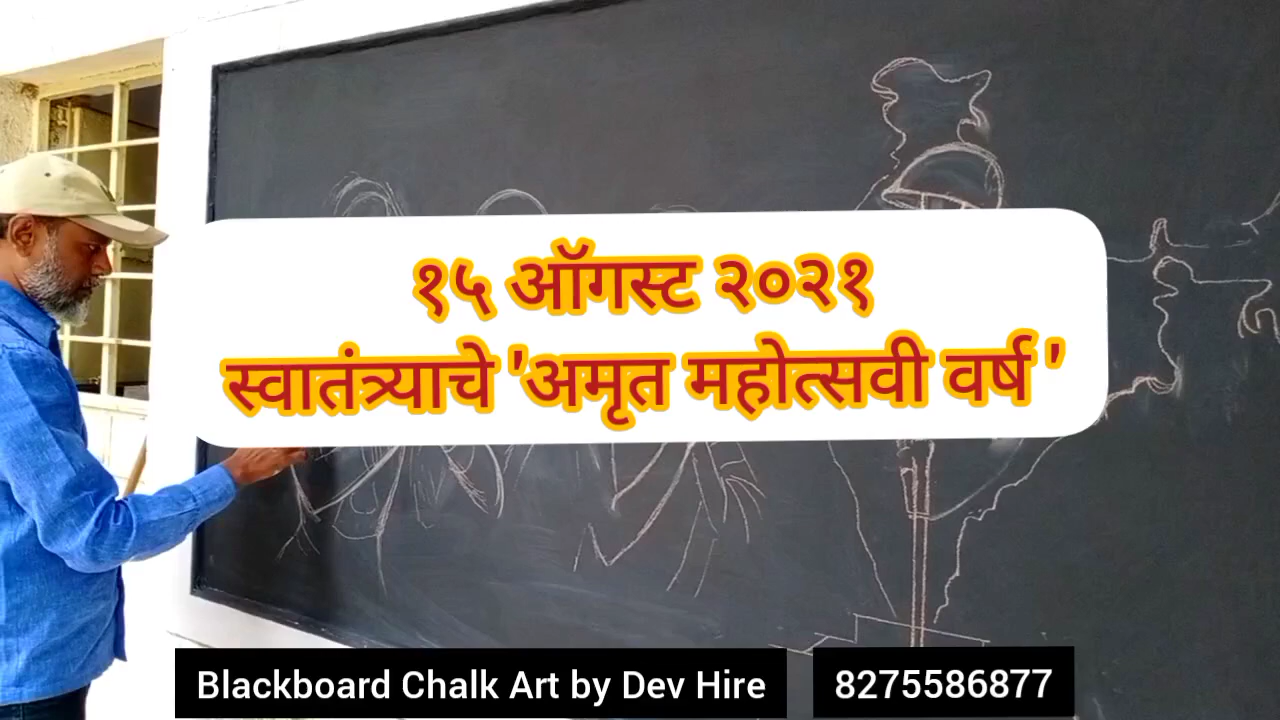 १५ ऑगस्ट २०२१
स्वातंत्र्याचे 'अमृत महोत्सवी वर्ष '
Blackboard Chalk Art by Dev Hire
8275586877